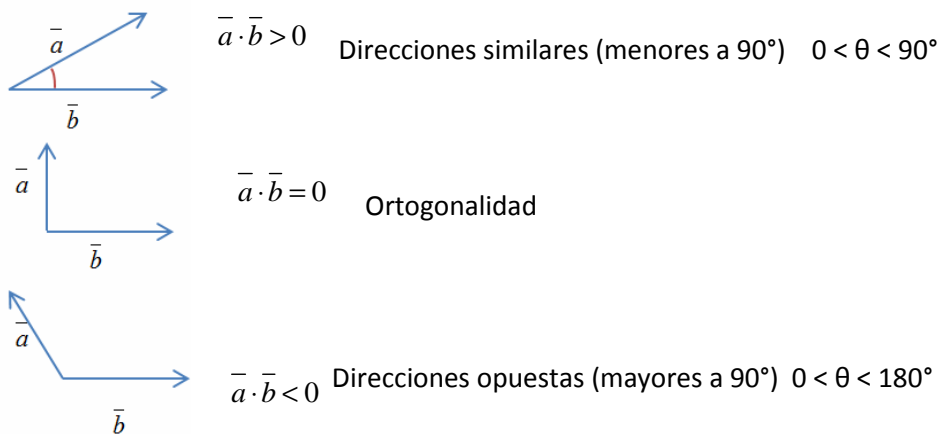 a̅
a̅ · b̅ > 0 Direcciones similares (menores a 90°) 0 < θ < 90°
b̅
a̅
a̅ · b̅ = 0 Ortogonalidad
b̅
a̅
a̅ · b̅ < 0 Direcciones opuestas (mayores a 90°) 0 < θ < 180°
b̅